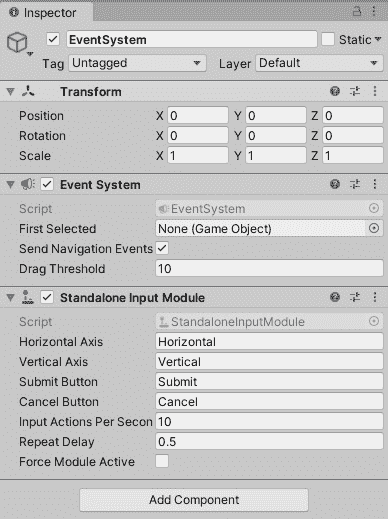 Inspector
EventSystem Static
Tag Untagged Layer Default
Transform
Position X 0 Y 0 Z 0
Rotation X 0 Y 0 Z 0
Scale X 1 Y 1 Z 1
Event System
Script EventSystem
First Selected None (Game Object)
Send Navigation Events
Drag Threshold 10
Standalone Input Module
Script StandaloneInputModule
Horizontal Axis Horizontal
Vertical Axis Vertical
Submit Button Submit
Cancel Button Cancel
Input Actions Per Secon 10
Repeat Delay 0.5
Force Module Active
Add Component